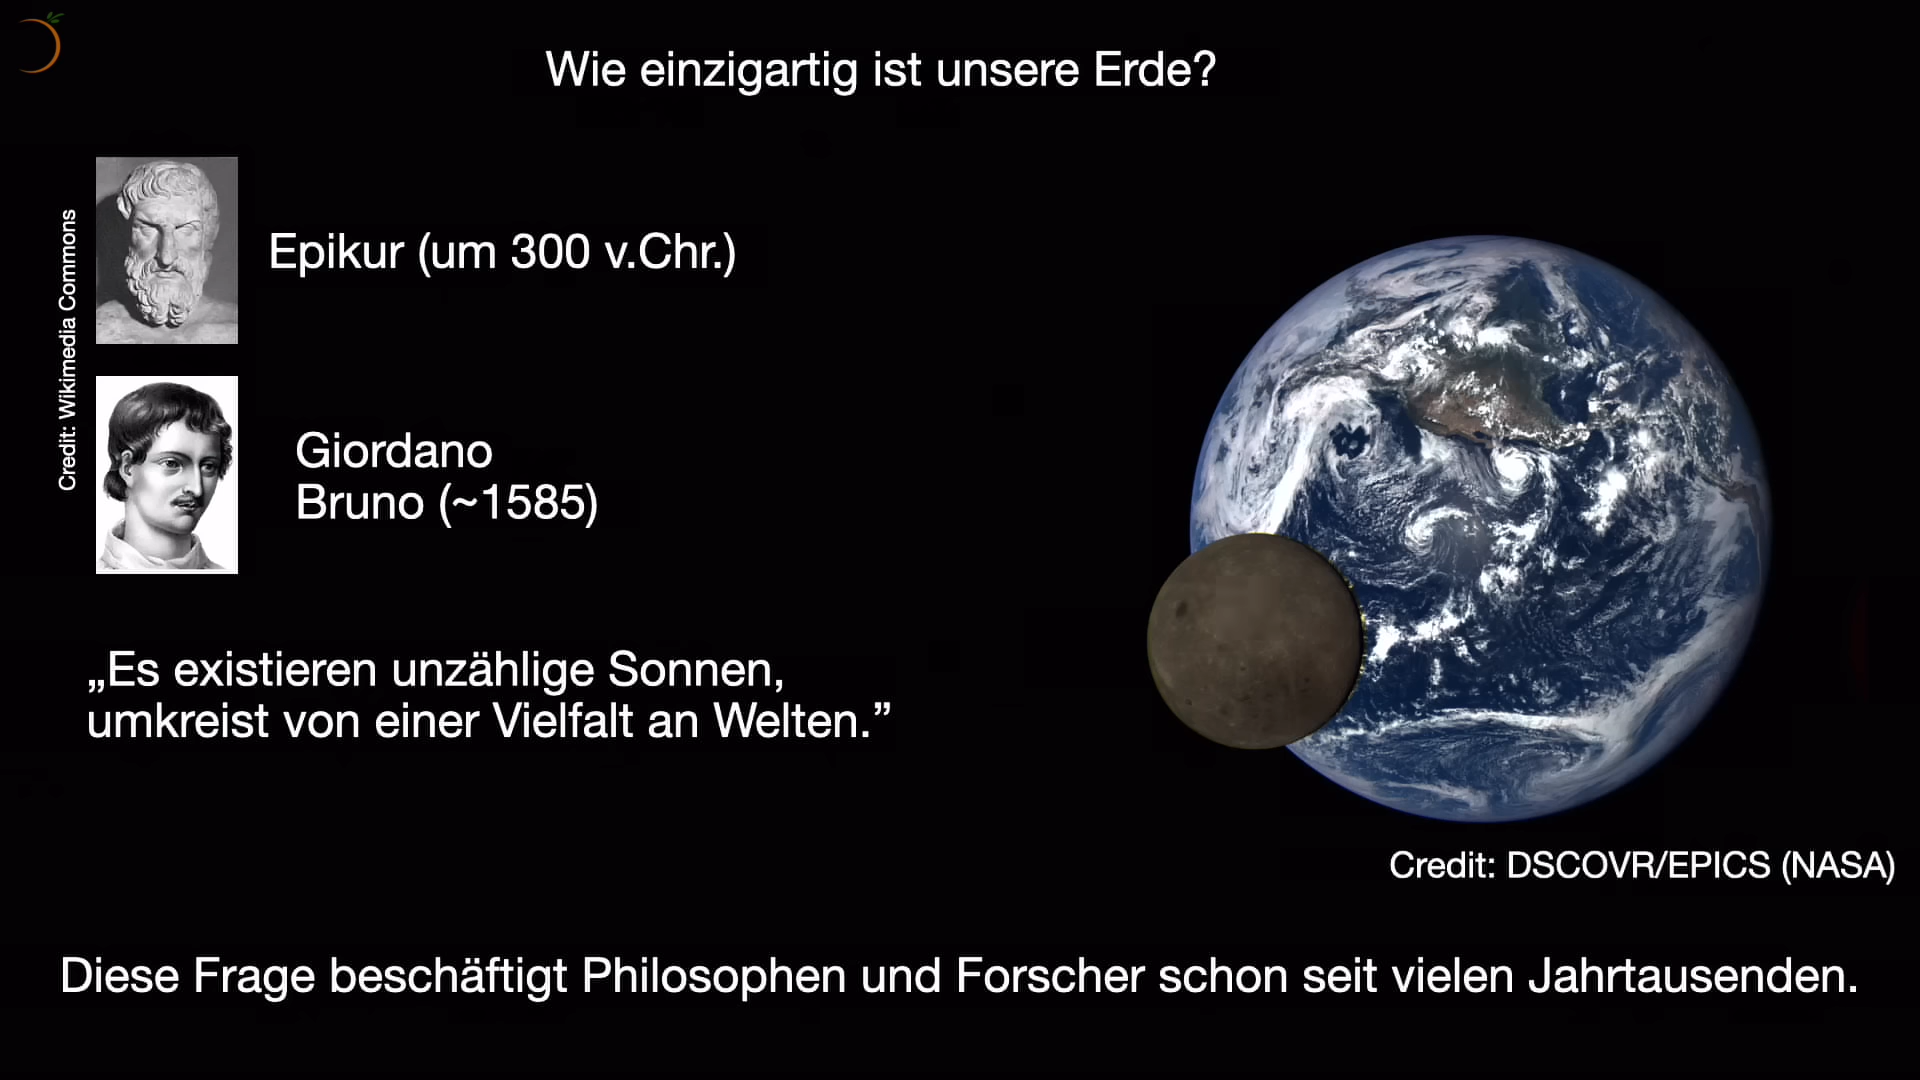 Wie einzigartig ist unsere Erde?
Credit: Wikimedia Commons
Epikur (um 300 v.Chr.)
Giordano
Bruno (~1585)
„Es existieren unzählige Sonnen,
umkreist von einer Vielfalt an Welten.”
Credit: DSCOVR/EPICS (NASA)
Diese Frage beschäftigt Philosophen und Forscher schon seit vielen Jahrtausenden.